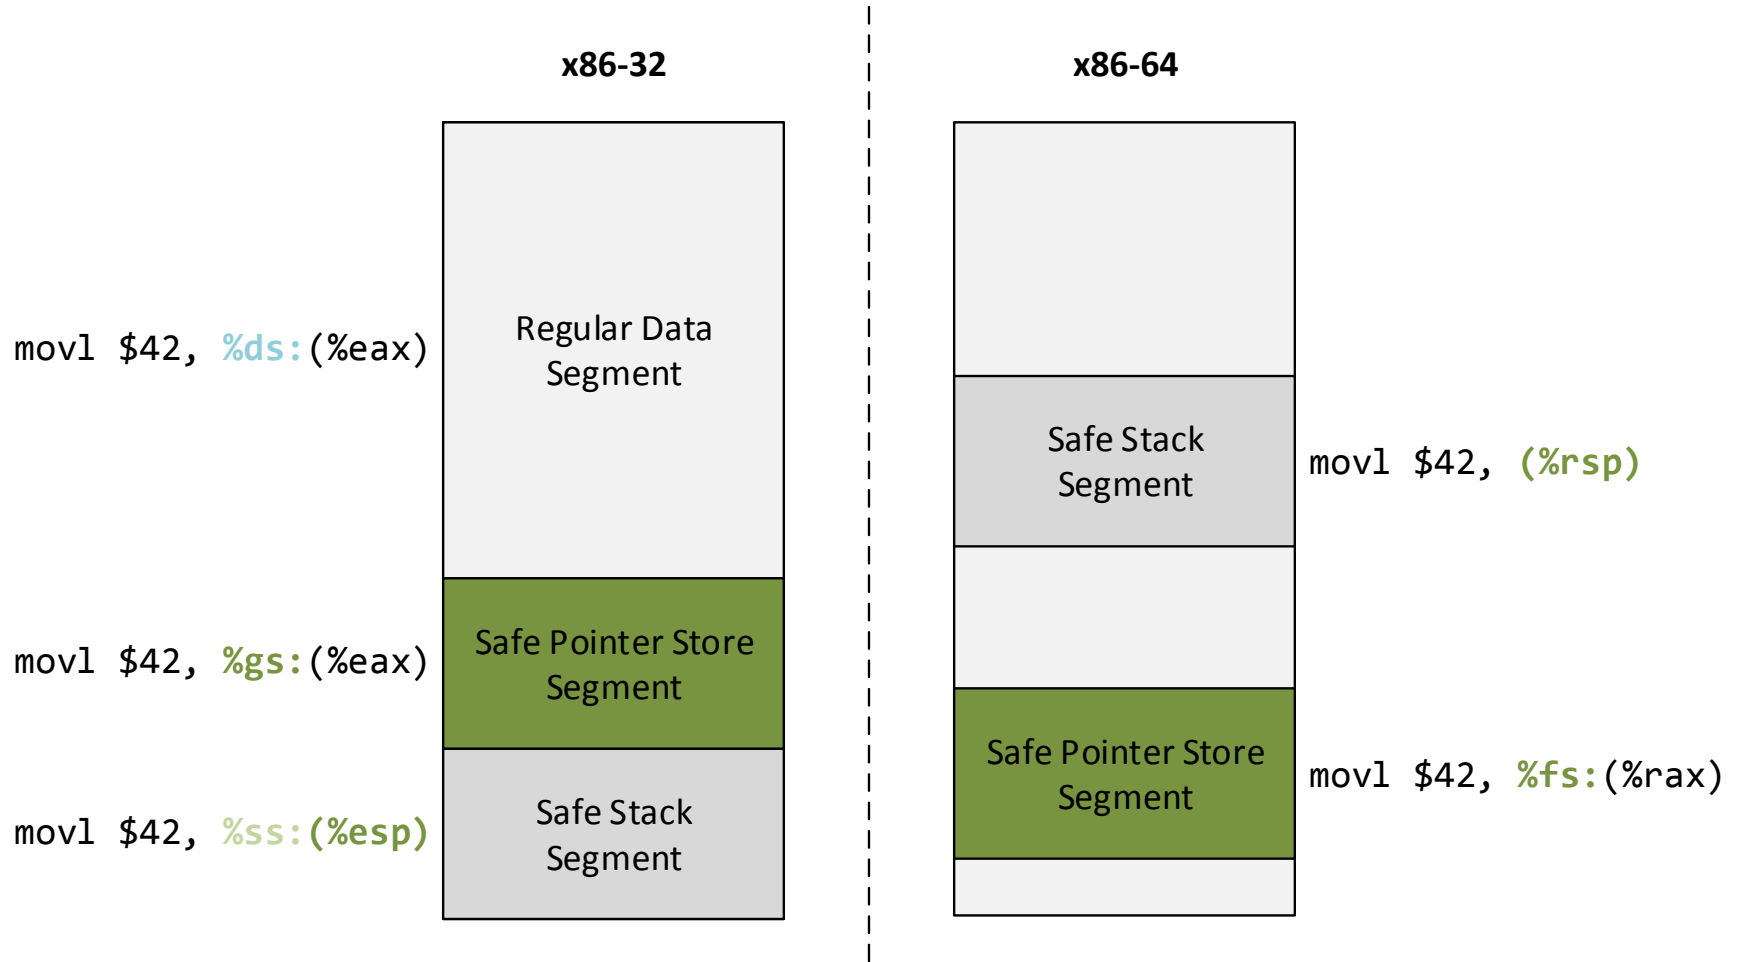 x86-32
movl $42, %ds:(%eax)
Regular Data
Segment
movl $42, %gs:(%eax)
Safe Pointer Store
Segment
movl $42, %ss:(%esp)
Safe Stack
Segment
x86-64
Safe Stack
Segment
movl $42, (%rsp)
Safe Pointer Store
Segment
movl $42, %fs:(%rax)